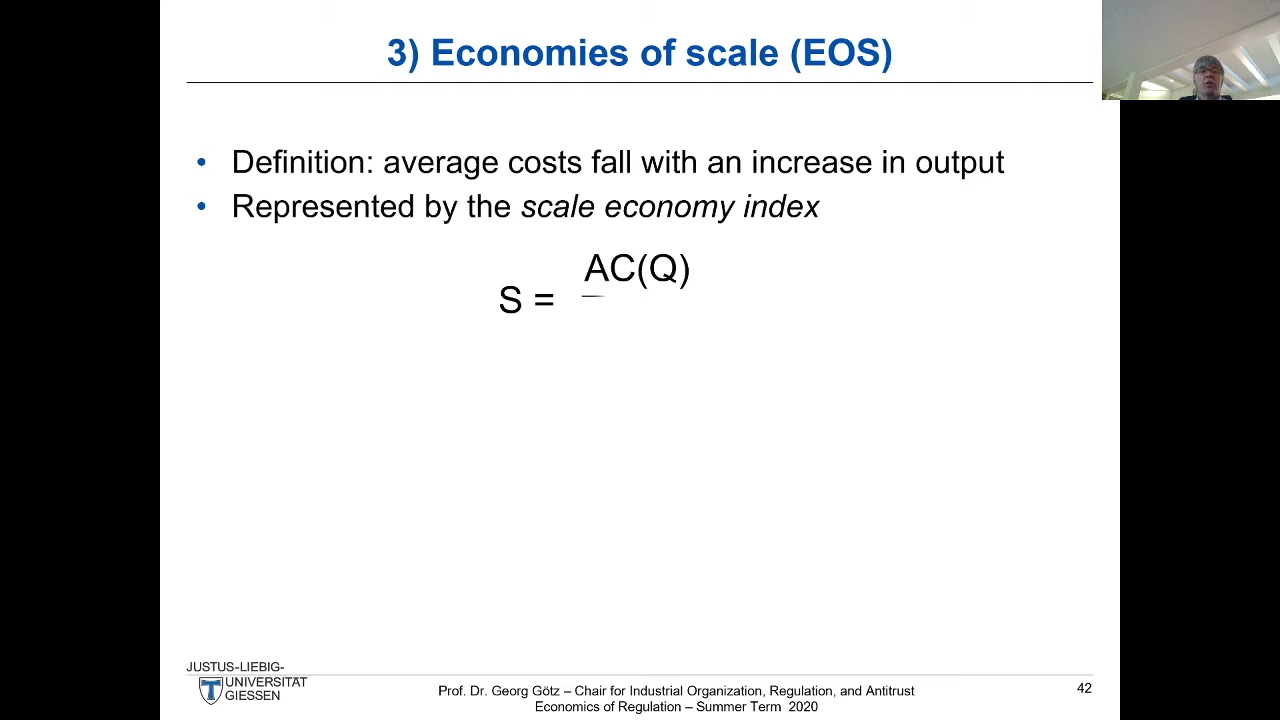 3) Economies of scale (EOS)
• Definition: average costs fall with an increase in output
• Represented by the scale economy index
AC(Q)
S =
JUSTUS-LIEBIG-
UNIVERSITÄT
GIESSEN
Prof. Dr. Georg Götz – Chair for Industrial Organization, Regulation, and Antitrust
Economics of Regulation – Summer Term 2020
42